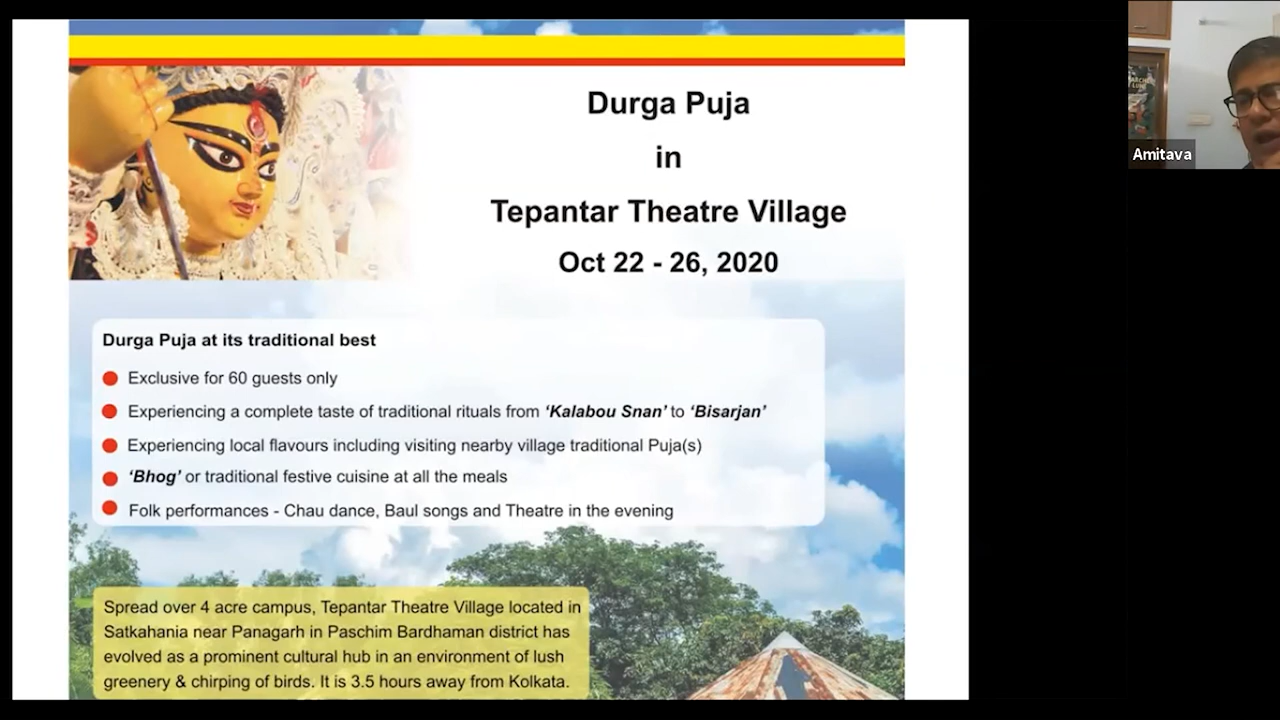 Durga Puja
in
Tepantar Theatre Village
Oct 22 - 26, 2020
Durga Puja at its traditional best
Exclusive for 60 guests only
Experiencing a complete taste of traditional rituals from ‘Kalabou Snan’ to ‘Bisarjan’
Experiencing local flavours including visiting nearby village traditional Puja(s)
‘Bhog’ or traditional festive cuisine at all the meals
Folk performances - Chau dance, Baul songs and Theatre in the evening
Spread over 4 acre campus, Tepantar Theatre Village located in
Satkahania near Panagarh in Paschim Bardhaman district has
evolved as a prominent cultural hub in an environment of lush
greenery & chirping of birds. It is 3.5 hours away from Kolkata.
Amitava